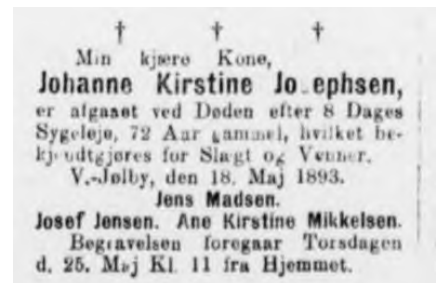 † † †
Min kjære Kone,
Johanne Kirstine Josephsen,
er afgaaet ved Døden efter 8 Dages
Sygeleje, 72 Aar gammel, hvilket be-
kjendtgjøres for Slægt og Venner.
V.-Jølby, den 18. Maj 1893.
Jens Madsen.
Josef Jensen. Ane Kirstine Mikkelsen.
Begravelsen foregaar Torsdagen
d. 25. Maj Kl. 11 fra Hjemmet.